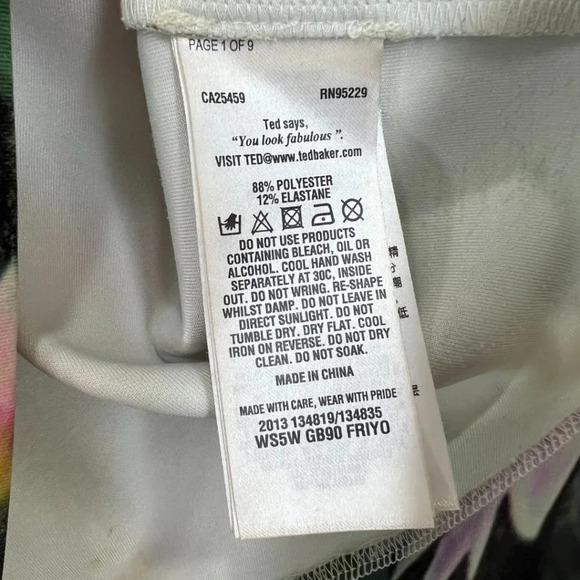 PAGE 1 OF 9
CA25459 RN95229
Ted says,
"You look fabulous ".
VISIT TED@www.tedbaker.com
88% POLYESTER
12% ELASTANE
DO NOT USE PRODUCTS
CONTAINING BLEACH, OIL OR
ALCOHOL. COOL HAND WASH
SEPARATELY AT 30C, INSIDE
OUT. DO NOT WRING. RE-SHAPE
WHILST DAMP. DO NOT LEAVE IN
DIRECT SUNLIGHT. DO NOT
TUMBLE DRY. DRY FLAT. COOL
IRON ON REVERSE. DO NOT DRY
CLEAN. DO NOT SOAK.
MADE IN CHINA
MADE WITH CARE, WEAR WITH PRIDE
2013 134819/134835
WS5W GB90 FRIYO
精
分
潮
低